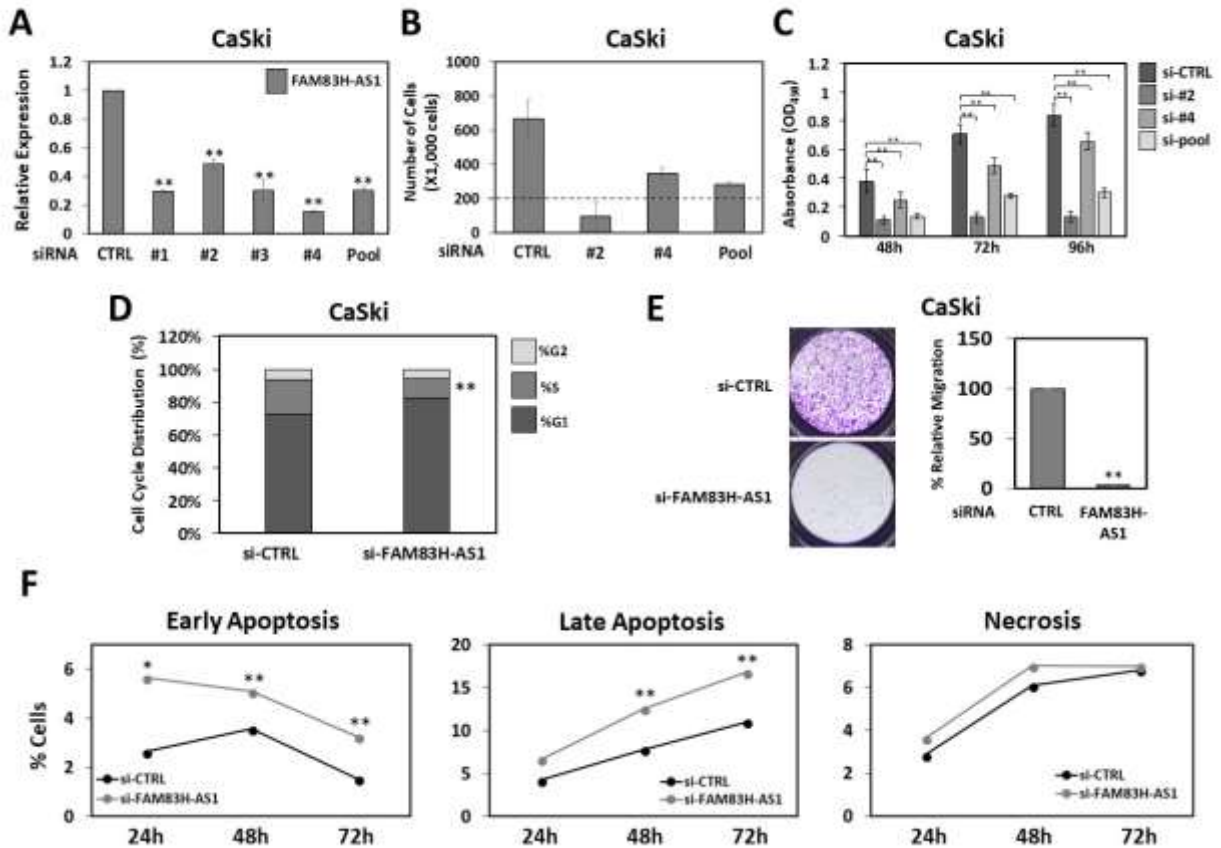 A
CaSki
Relative Expression
1.2
1
0.8
0.6
0.4
0.2
0
FAM83H-AS1
** ** ** ** **
siRNA CTRL #1 #2 #3 #4 Pool
B
CaSki
Number of Cells
(X1,000 cells)
1000
800
600
400
200
0
siRNA CTRL #2 #4 Pool
C
CaSki
Absorbance (OD450)
1.2
1
0.8
0.6
0.4
0.2
0
** ** **
** ** **
** ** **
48h 72h 96h
si-CTRL
si-#2
si-#4
si-pool
D
CaSki
Cell Cycle Distribution (%)
120%
100%
80%
60%
40%
20%
0%
**
%G2
%S
%G1
si-CTRL si-FAM83H-AS1
E
CaSki
si-CTRL
si-FAM83H-AS1
% Relative Migration
150
100
50
0
**
siRNA CTRL FAM83H-
AS1
F
Early Apoptosis
% Cells
6
4
2
0
* ** **
si-CTRL
si-FAM83H-AS1
24h 48h 72h
Late Apoptosis
20
15
10
5
0
** **
si-CTRL
si-FAM83H-AS1
24h 48h 72h
Necrosis
8
6
4
2
0
si-CTRL
si-FAM83H-AS1
24h 48h 72h